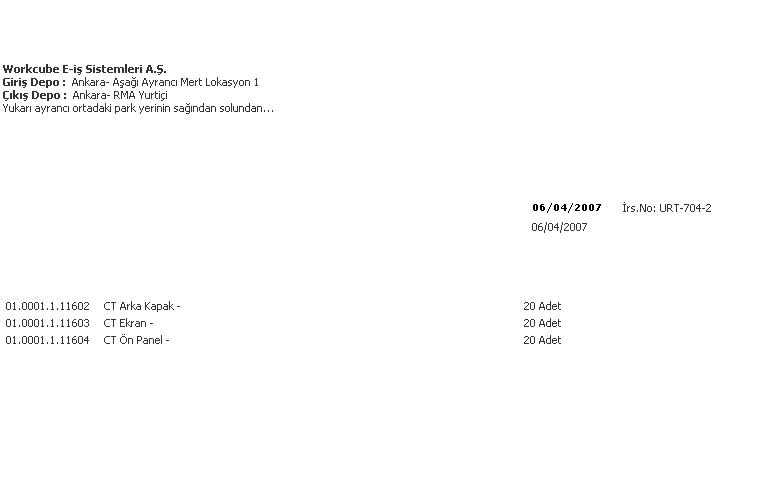 Workcube E-iş Sistemleri A.Ş.
Giriş Depo : Ankara- Aşağı Ayrancı Mert Lokasyon 1
Çıkış Depo : Ankara- RMA Yurtiçi
Yukarı ayrancı ortadaki park yerinin sağından solundan...
06/04/2007 İrs.No: URT-704-2
06/04/2007
01.0001.1.11602 CT Arka Kapak - 20 Adet
01.0001.1.11603 CT Ekran - 20 Adet
01.0001.1.11604 CT Ön Panel - 20 Adet